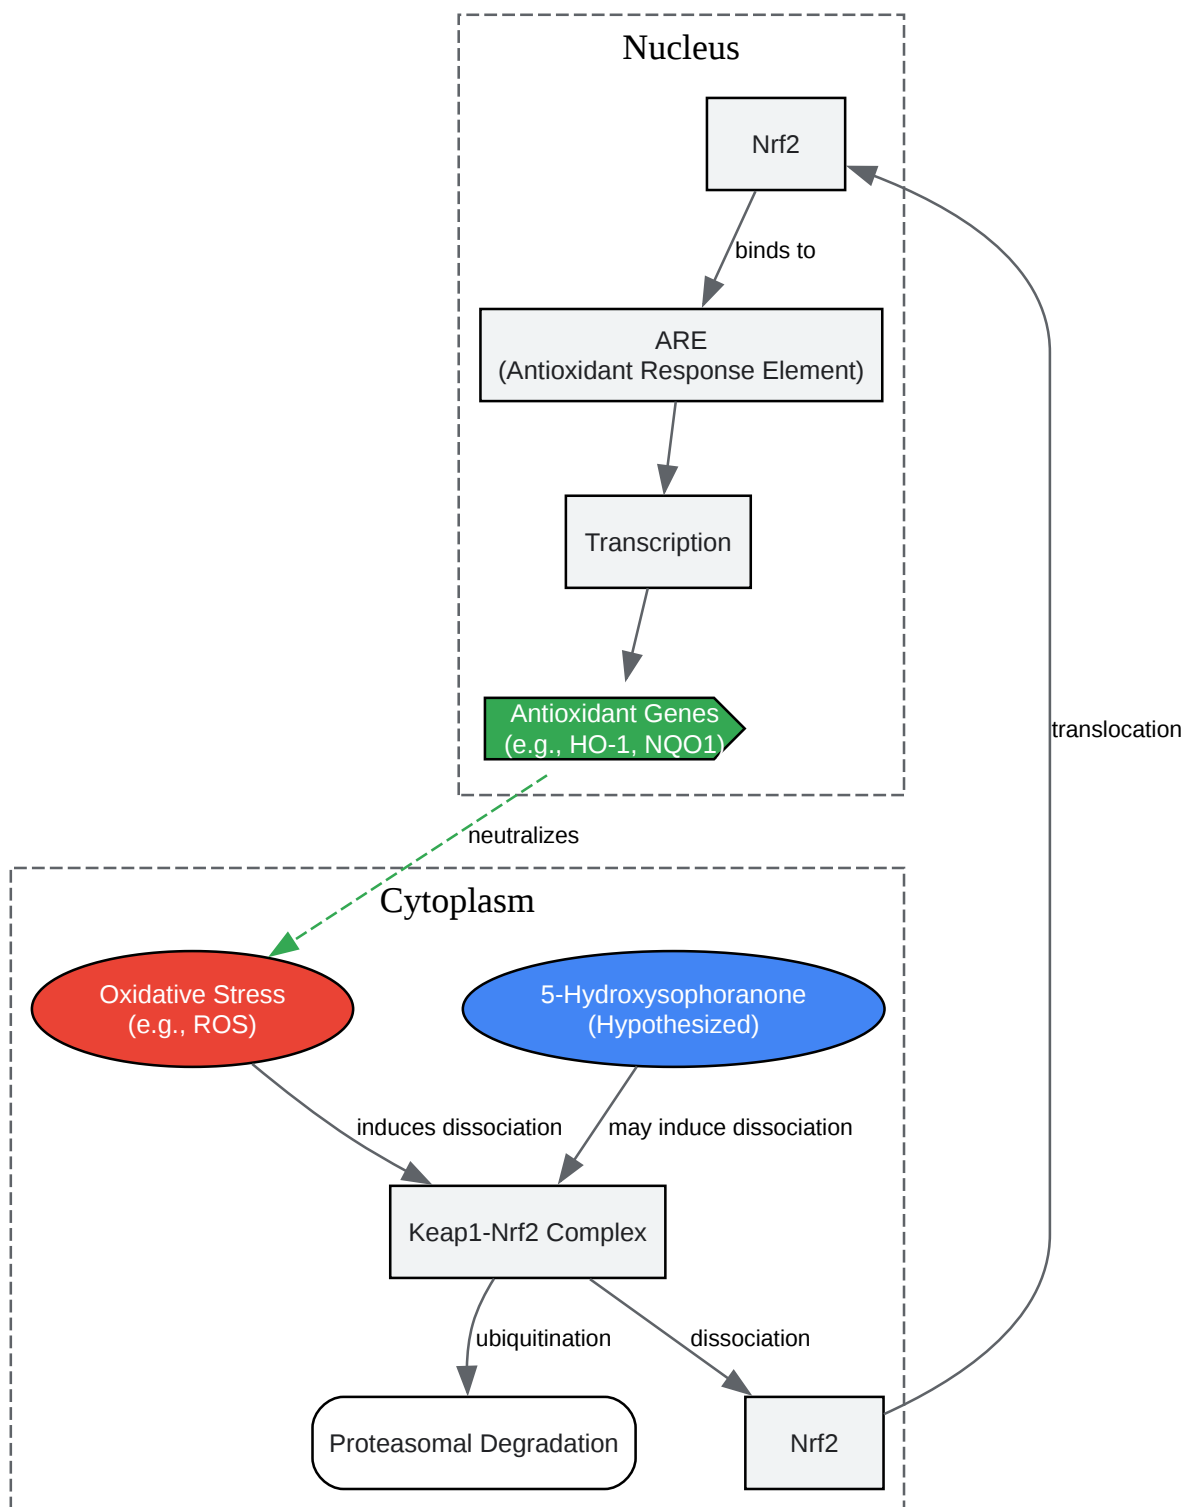 Nucleus
Nrf2
binds to
ARE
(Antioxidant Response Element)
Transcription
Antioxidant Genes
(e.g., HO-1, NQO1)
translocation
neutralizes
Cytoplasm
Oxidative Stress
(e.g., ROS)
5-Hydroxysophoranone
(Hypothesized)
induces dissociation
may induce dissociation
Keap1-Nrf2 Complex
ubiquitination
dissociation
Proteasomal Degradation
Nrf2